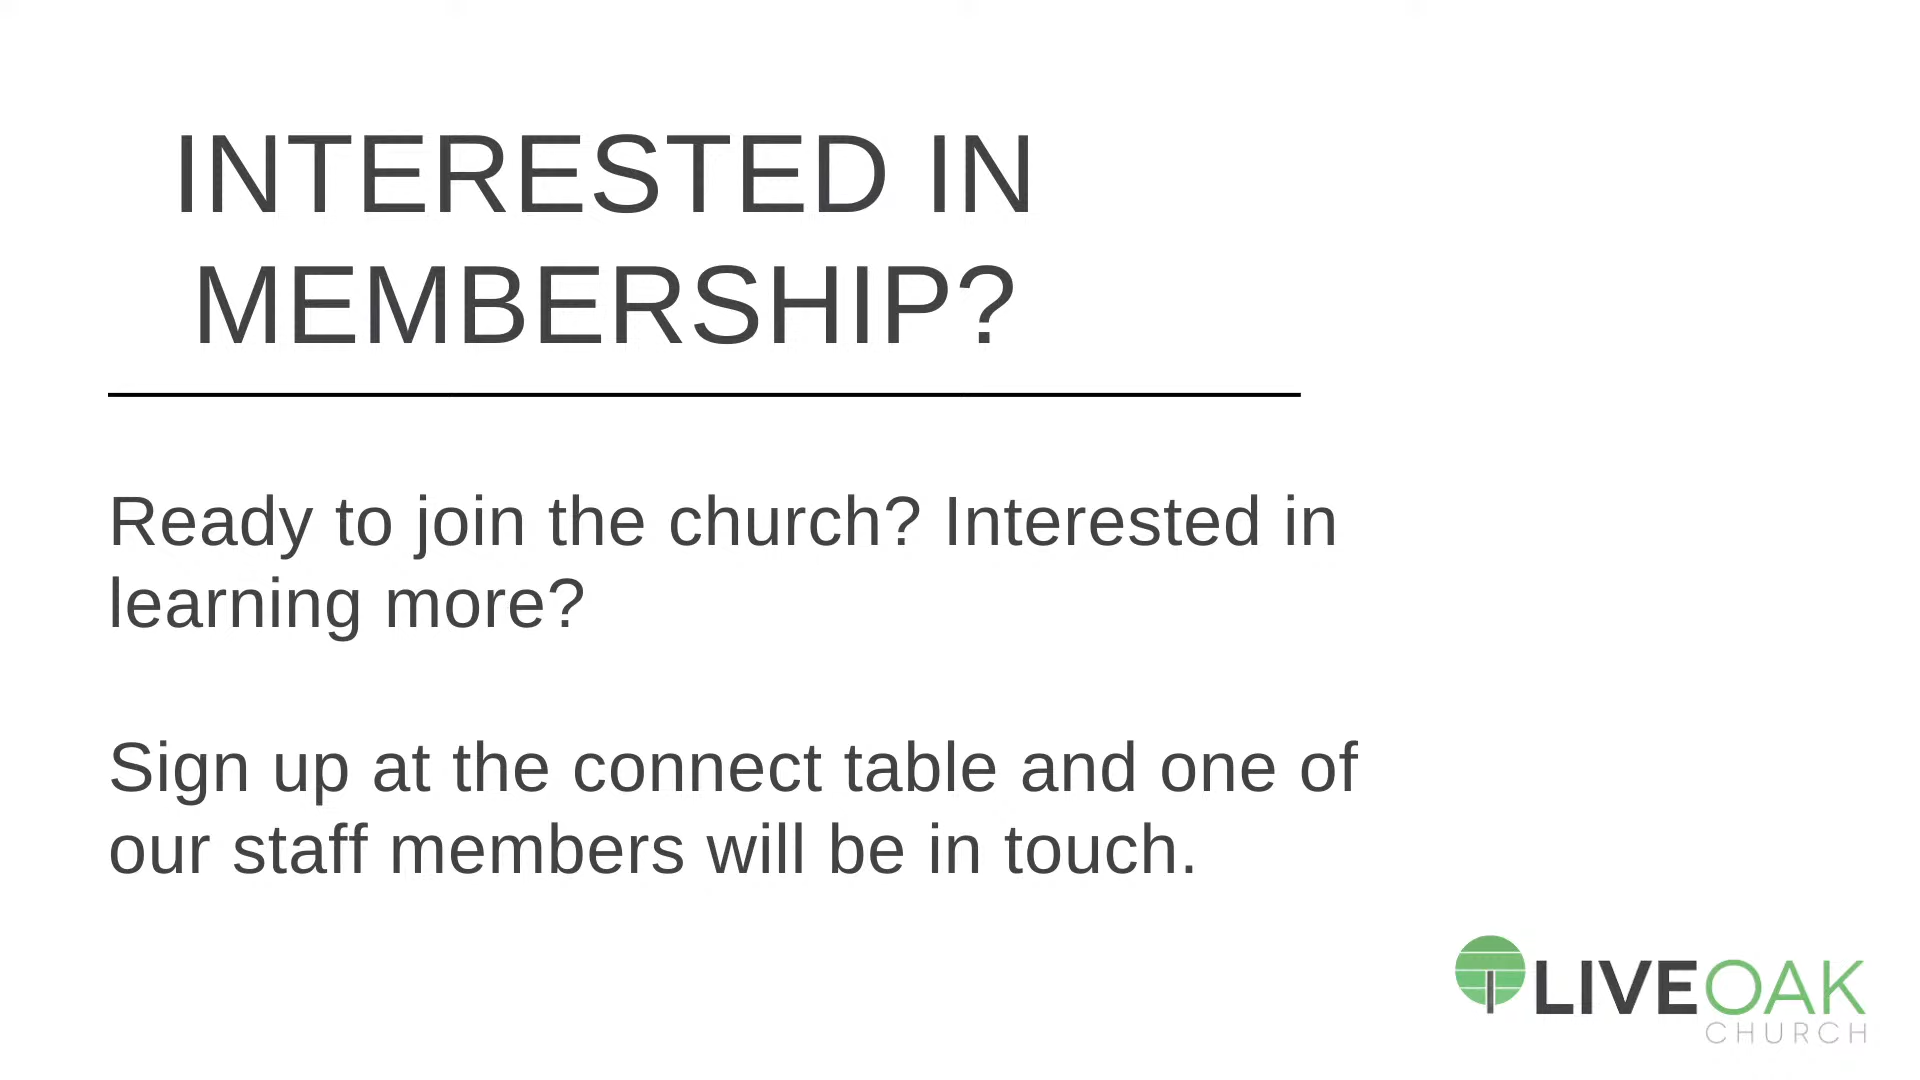 INTERESTED IN
MEMBERSHIP?
Ready to join the church? Interested in
learning more?
Sign up at the connect table and one of
our staff members will be in touch.
LIVEOAK
CHURCH